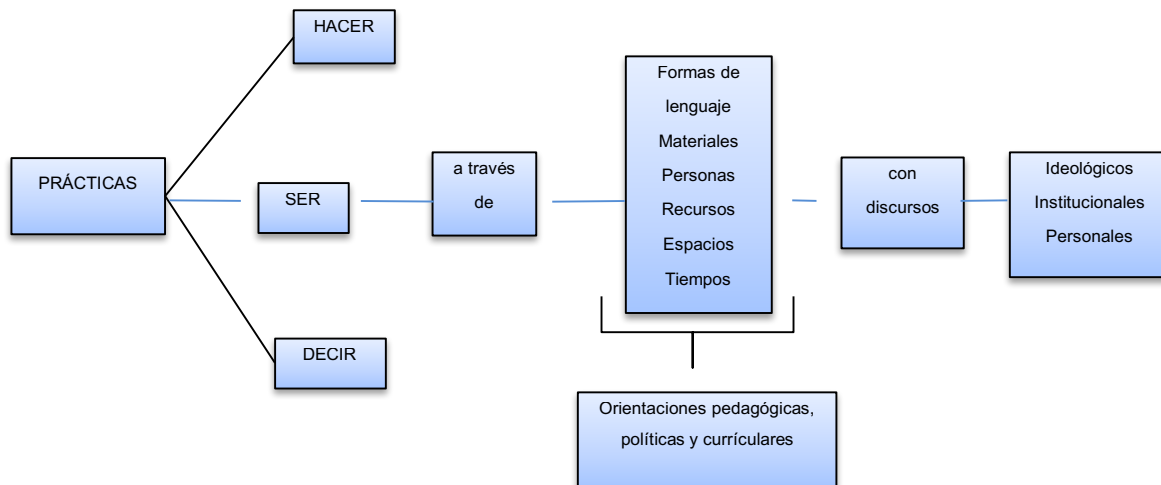 HACER
PRÁCTICAS
SER
DECIR
a través
de
Formas de
lenguaje
Materiales
Personas
Recursos
Espacios
Tiempos
con
discursos
Ideológicos
Institucionales
Personales
Orientaciones pedagógicas,
políticas y currículares